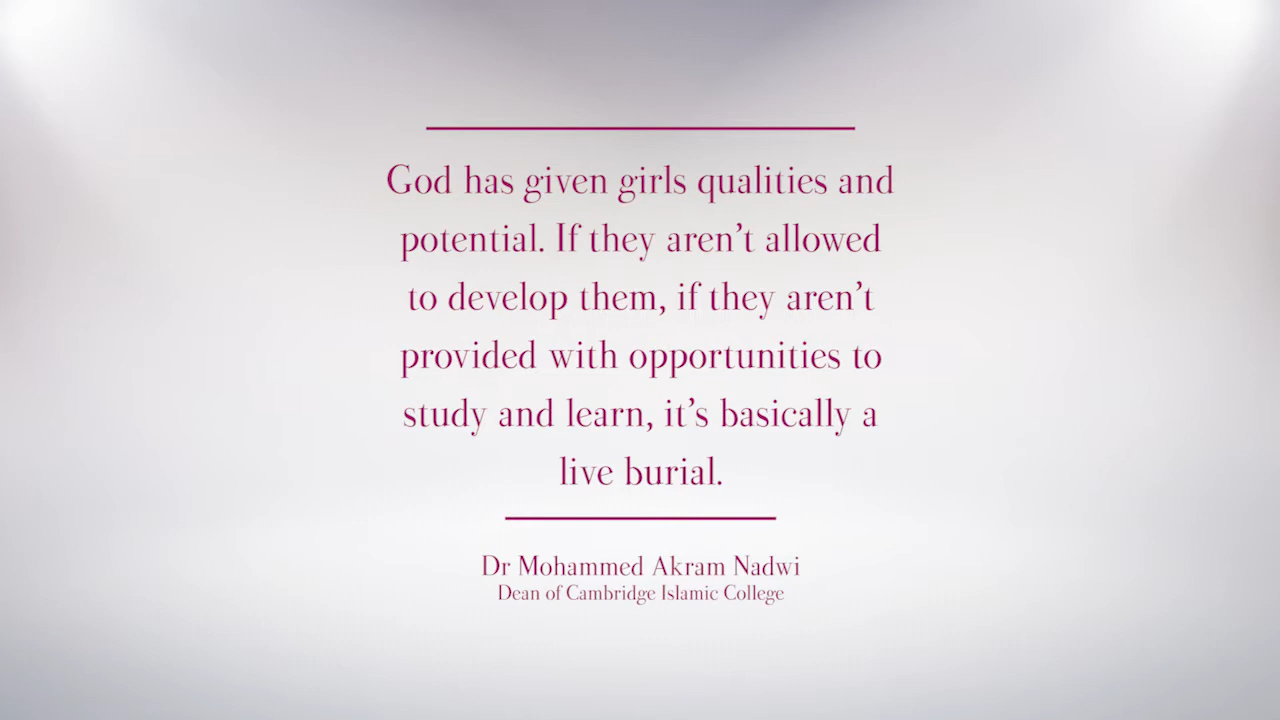 God has given girls qualities and
potential. If they aren’t allowed
to develop them, if they aren’t
provided with opportunities to
study and learn, it’s basically a
live burial.
Dr Mohammed Akram Nadwi
Dean of Cambridge Islamic College